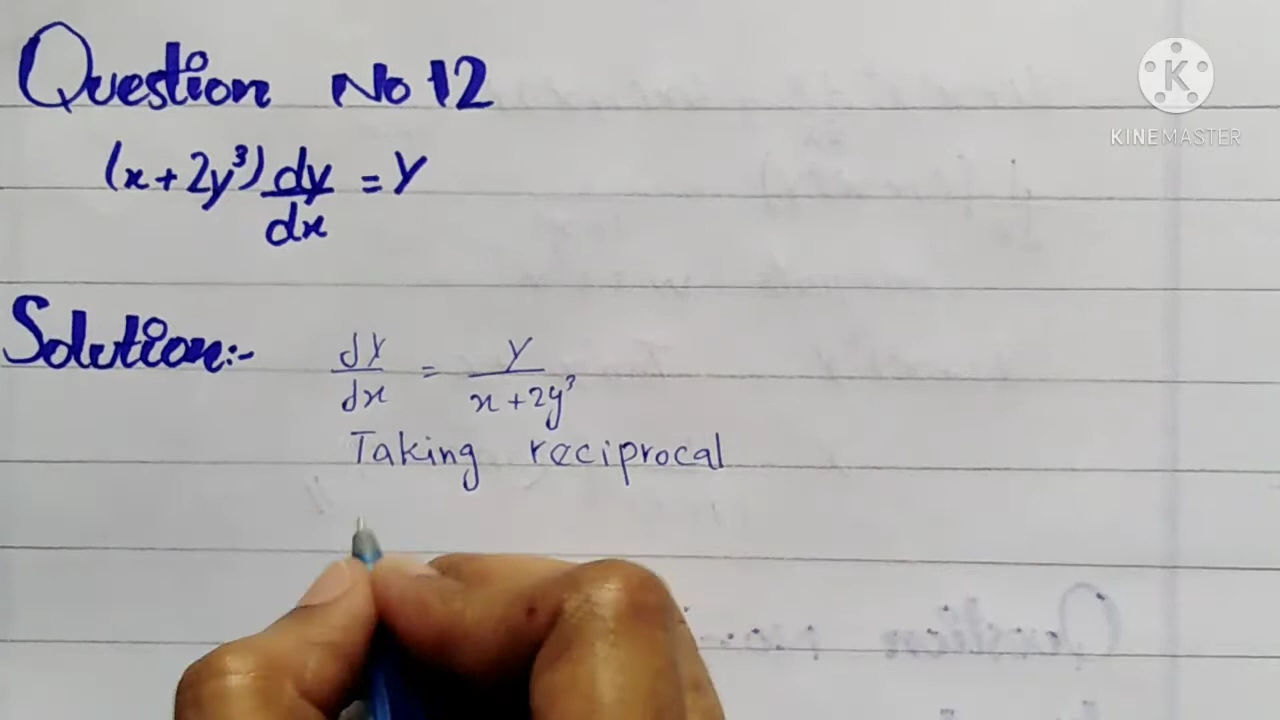 Question No 12
(x+2y³) dy/dx = y
Solution:-
dy/dx = y/(x+2y³)
Taking reciprocal
K
KINEMASTER